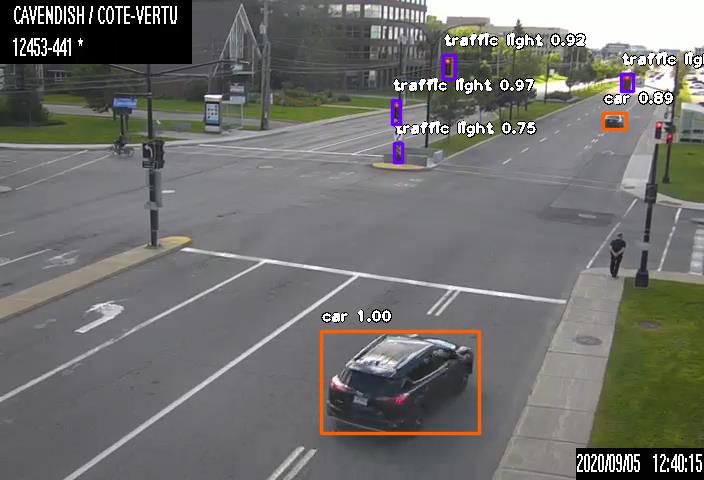 CAVENDISH / COTE-VERTU
12453-441 *
traffic light 0.92
traffic lig
traffic light 0.97
car 0.89
traffic light 0.75
car 1.00
2020/09/05 12:40:15